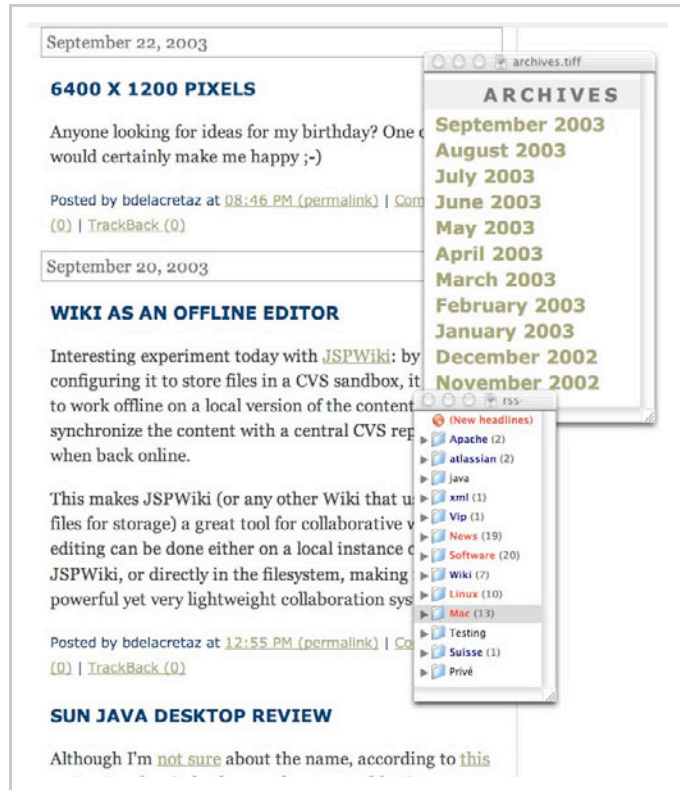 September 22, 2003
6400 X 1200 PIXELS
Anyone looking for ideas for my birthday? One
would certainly make me happy ;-)
Posted by bdelacretaz at 08:46 PM (permalink) |
(0) | TrackBack (0)
September 20, 2003
WIKI AS AN OFFLINE EDITOR
Interesting experiment today with JSPWiki: by
configuring it to store files in a CVS sandbox, it
to work offline on a local version of the content
synchronize the content with a central CVS
when back online.
This makes JSPWiki (or any other Wiki that
files for storage) a great tool for collaborative
editing can be done either on a local instance
JSPWiki, or directly in the filesystem, making
powerful yet very lightweight collaboration
Posted by bdelacretaz at 12:55 PM (permalink) |
(0) | TrackBack (0)
SUN JAVA DESKTOP REVIEW
Although I'm not sure about the name, according to this
archives.tiff
ARCHIVES
September 2003
August 2003
July 2003
June 2003
May 2003
April 2003
March 2003
February 2003
January 2003
December 2002
November 2002
rss-
(New headlines)
Apache (2)
atlassian (2)
java
xml (1)
Vip (1)
News (19)
Software (20)
Wiki (7)
Linux (10)
Mac (13)
Testing
Suisse (1)
Privé